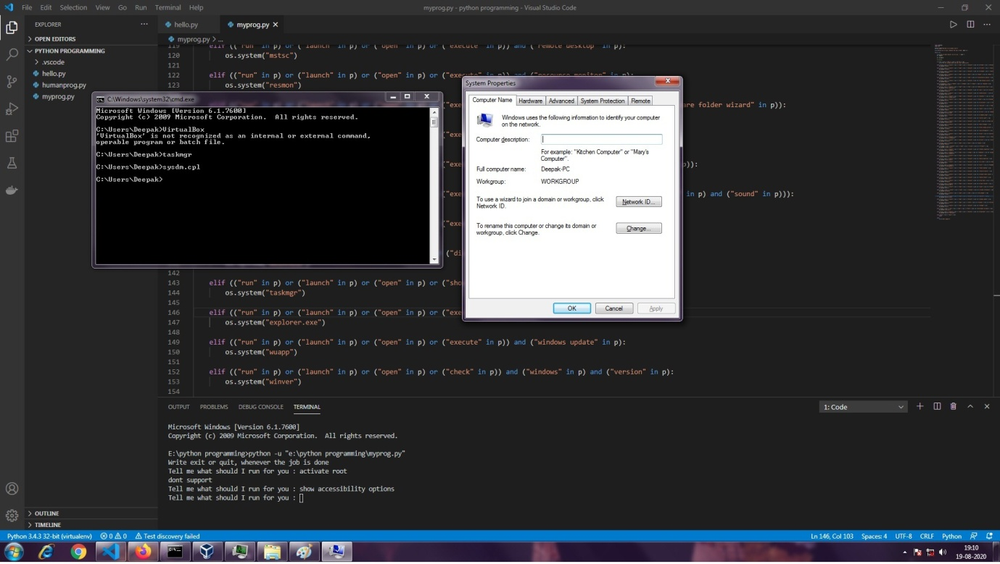 File Edit Selection View Go Run Terminal Help
myprog.py - python programming - Visual Studio Code
EXPLORER
OPEN EDITORS
PYTHON PROGRAMMING
.vscode
hello.py
humanprog.py
myprog.py
OUTLINE
TIMELINE
hello.py
myprog.py
myprog.py > ...
119 elif (("run" in p) or ("launch" in p) or ("open" in p) or ("execute" in p)) and ("remote desktop" in p):
120 os.system("mstsc")
121
122 elif (("run" in p) or ("launch" in p) or ("open" in p) or ("execute" in p)) and ("resource monitor" in p):
123 os.system("resmon")
are folder wizard" in p)):
p)):
in p) and ("sound" in p))):
("di
142
143 elif (("run" in p) or ("launch" in p) or ("open" in p) or ("sho
144 os.system("taskmgr")
145
146 elif (("run" in p) or ("launch" in p) or ("open" in p) or ("exe
147 os.system("explorer.exe")
148
149 elif (("run" in p) or ("launch" in p) or ("open" in p) or ("execute" in p)) and ("windows update" in p):
150 os.system("wuapp")
151
152 elif (("run" in p) or ("launch" in p) or ("open" in p) or ("check" in p)) and ("windows" in p) and ("version" in p):
153 os.system("winver")
154
C:\Windows\system32\cmd.exe
Microsoft Windows [Version 6.1.7600]
Copyright (c) 2009 Microsoft Corporation. All rights reserved.
C:\Users\Deepak>VirtualBox
'VirtualBox' is not recognized as an internal or external command,
operable program or batch file.
C:\Users\Deepak>taskmgr
C:\Users\Deepak>sysdm.cpl
C:\Users\Deepak>
System Properties
Computer Name Hardware Advanced System Protection Remote
Windows uses the following information to identify your computer
on the network.
Computer description:
For example: "Kitchen Computer" or "Mary's
Computer".
Full computer name: Deepak-PC
Workgroup: WORKGROUP
To use a wizard to join a domain or workgroup, click
Network ID.
Network ID...
To rename this computer or change its domain or
workgroup, click Change.
Change...
OK Cancel Apply
OUTPUT PROBLEMS DEBUG CONSOLE TERMINAL
1: Code
Microsoft Windows [Version 6.1.7600]
Copyright (c) 2009 Microsoft Corporation. All rights reserved.
E:\python programming>python -u "e:\python programming\myprog.py"
Write exit or quit, whenever the job is done
Tell me what should I run for you : activate root
dont support
Tell me what should I run for you : show accessibility options
Tell me what should I run for you :
Python 3.4.3 32-bit (virtualenv) 0 0 Test discovery failed
Ln 146, Col 103 Spaces: 4 UTF-8 CRLF Python
19:10
19-08-2020